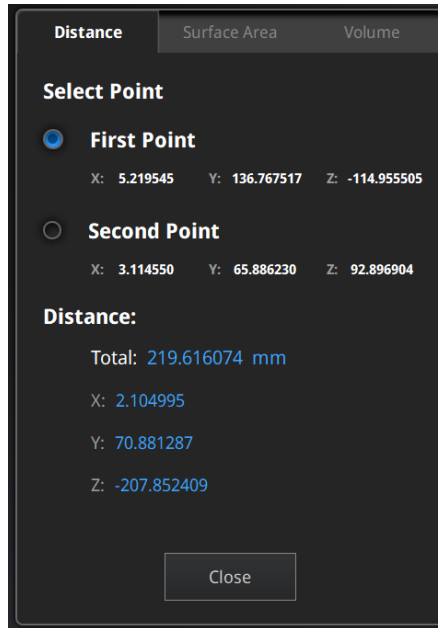 Distance Surface Area Volume
Select Point
First Point
X: 5.219545 Y: 136.767517 Z: -114.955505
Second Point
X: 3.114550 Y: 65.886230 Z: 92.896904
Distance:
Total: 219.616074 mm
X: 2.104995
Y: 70.881287
Z: -207.852409
Close